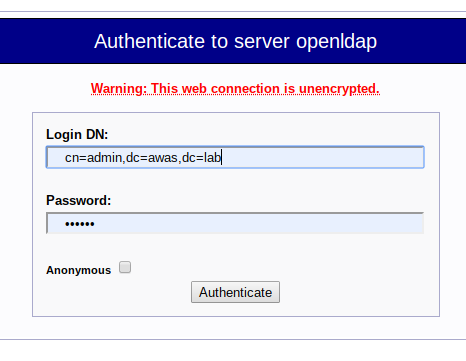 Authenticate to server openldap
Warning: This web connection is unencrypted.
Login DN:
cn=admin,dc=awas,dc=lab
Password:
••••••
Anonymous
Authenticate